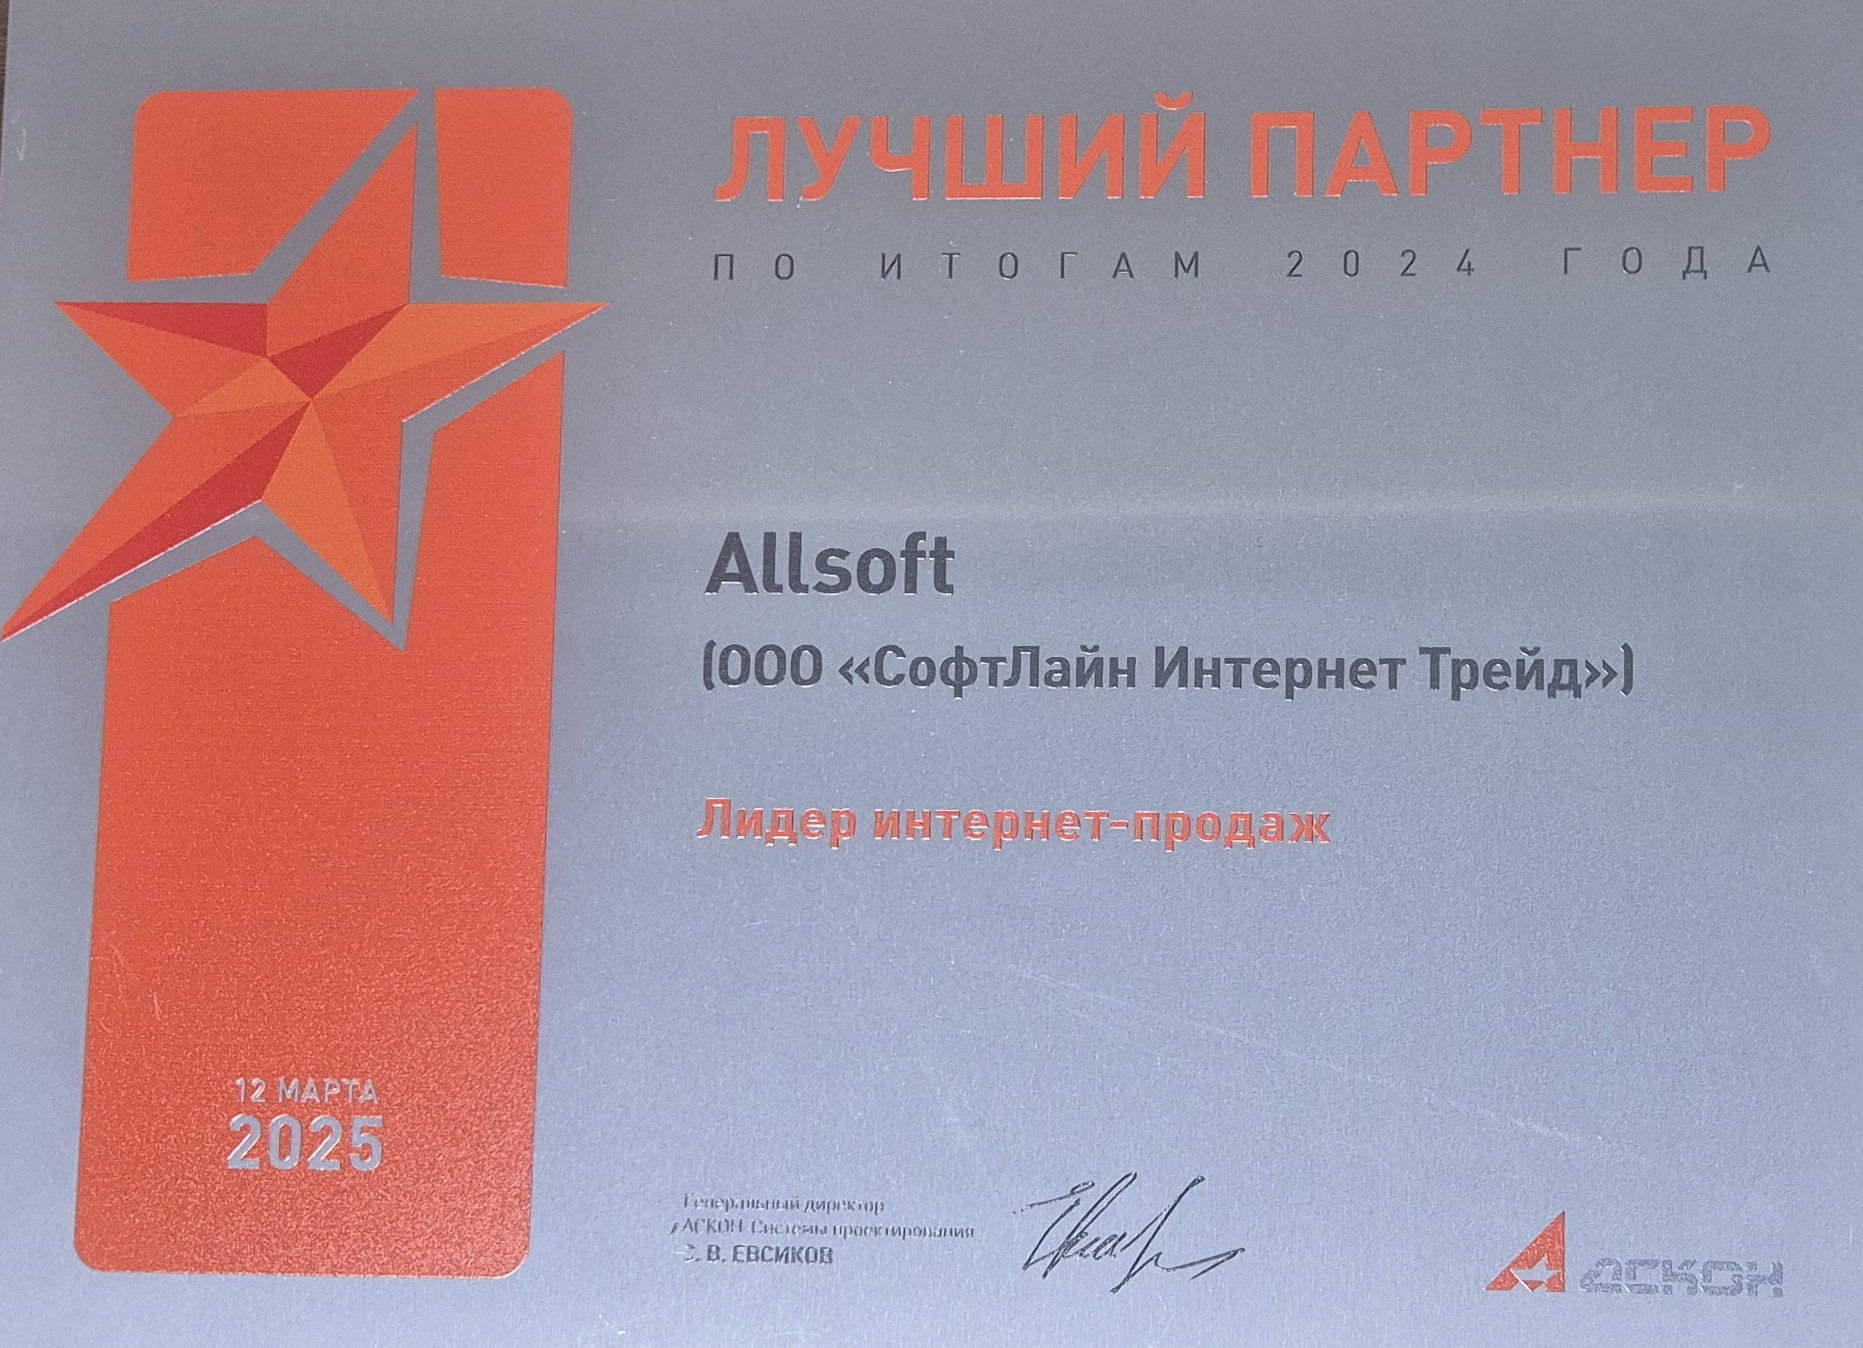 ЛУЧШИЙ ПАРТНЕР
ПО ИТОГАМ 2024 ГОДА
Allsoft
(ООО «СофтЛайн Интернет Трейд»)
Лидер интернет-продаж
12 МАРТА
2025
Генеральный директор
АСКОН-Системы проектирования
В. ЕВСИКОВ
АСКОН